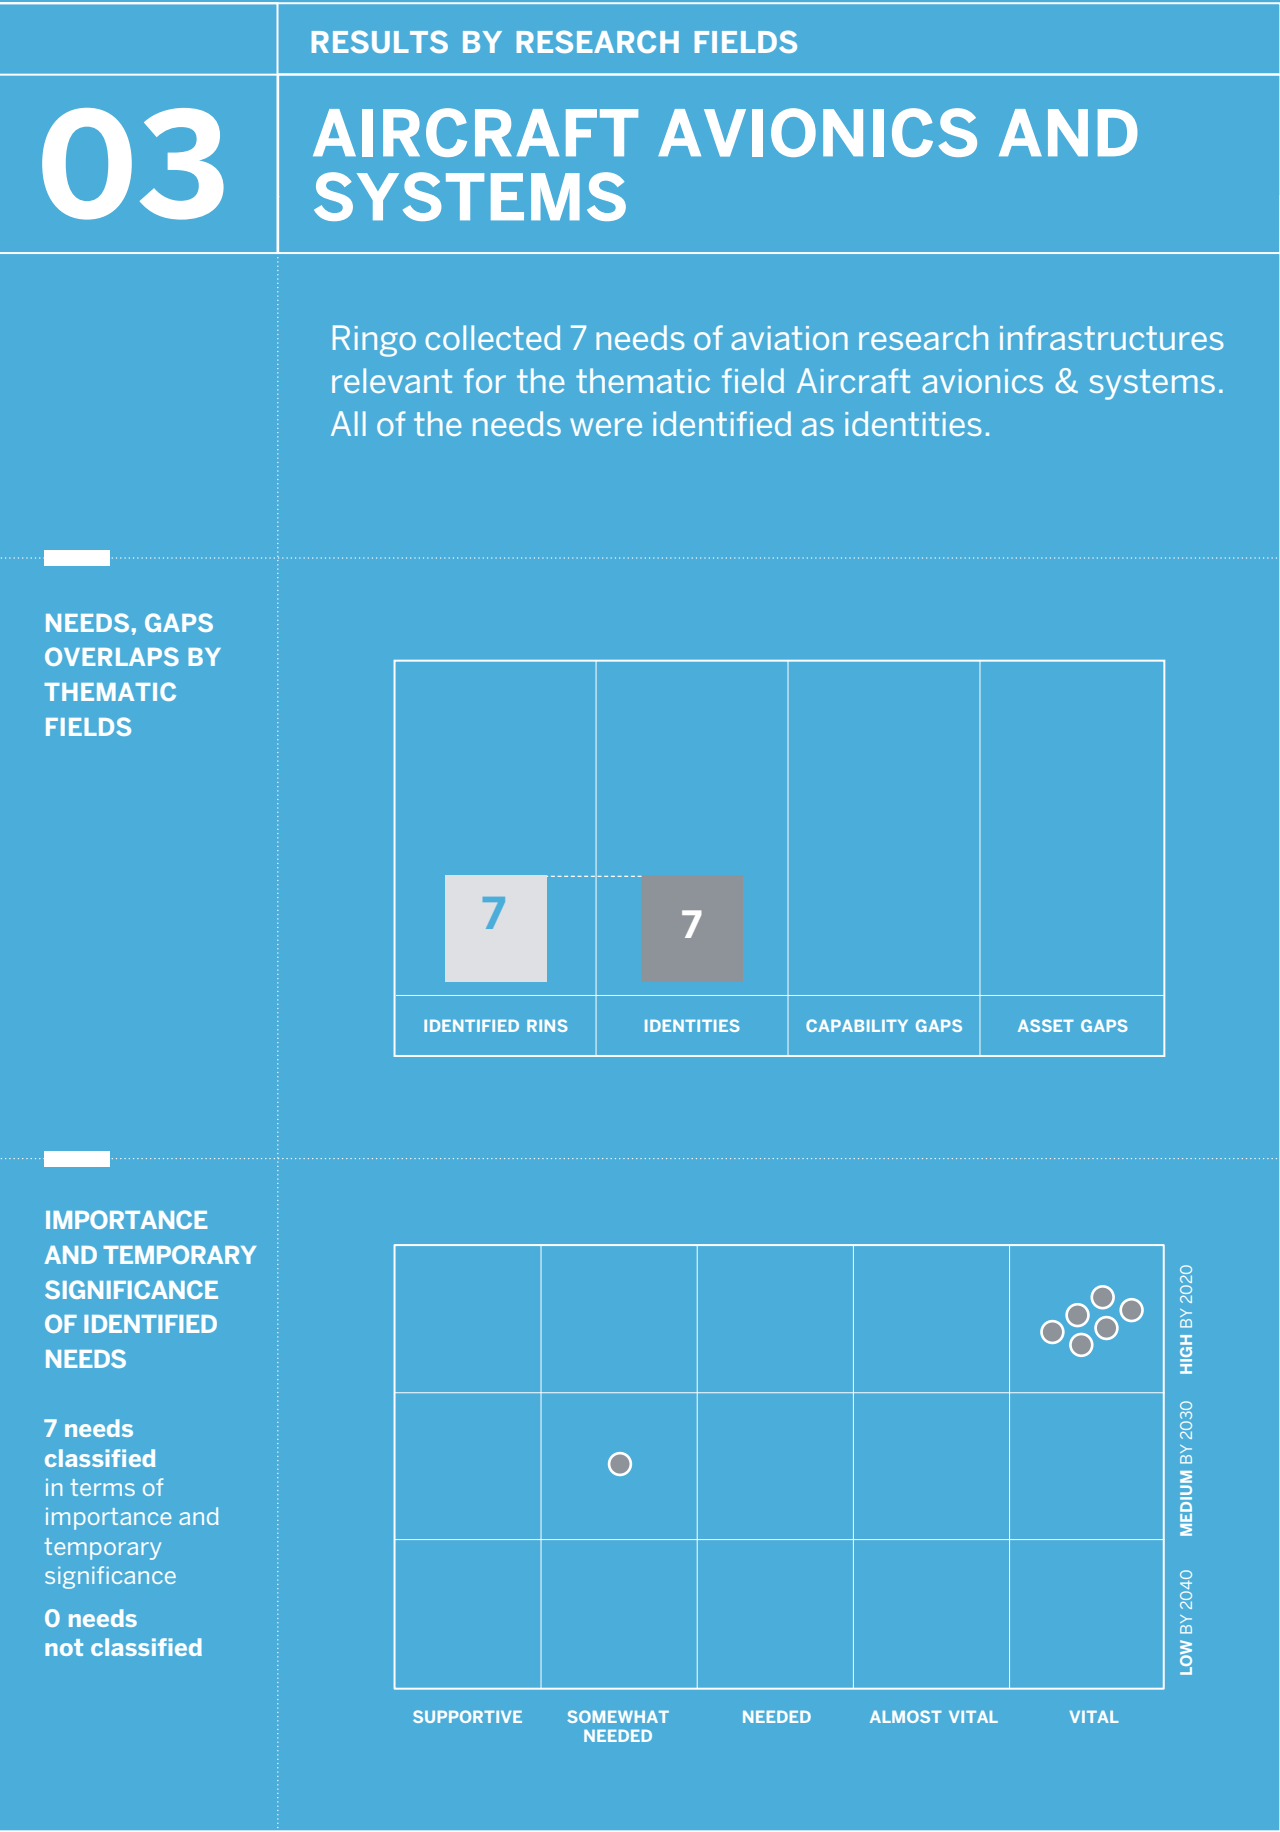 RESULTS BY RESEARCH FIELDS
03
AIRCRAFT AVIONICS AND
SYSTEMS
Ringo collected 7 needs of aviation research infrastructures
relevant for the thematic field Aircraft avionics & systems.
All of the needs were identified as identities.
NEEDS, GAPS
OVERLAPS BY
THEMATIC
FIELDS
7
7
IDENTIFIED RINS
IDENTITIES
CAPABILITY GAPS
ASSET GAPS
IMPORTANCE
AND TEMPORARY
SIGNIFICANCE
OF IDENTIFIED
NEEDS
7 needs
classified
in terms of
importance and
temporary
significance
0 needs
not classified
HIGH BY 2020
MEDIUM BY 2030
LOW BY 2040
SUPPORTIVE
SOMEWHAT
NEEDED
NEEDED
ALMOST VITAL
VITAL